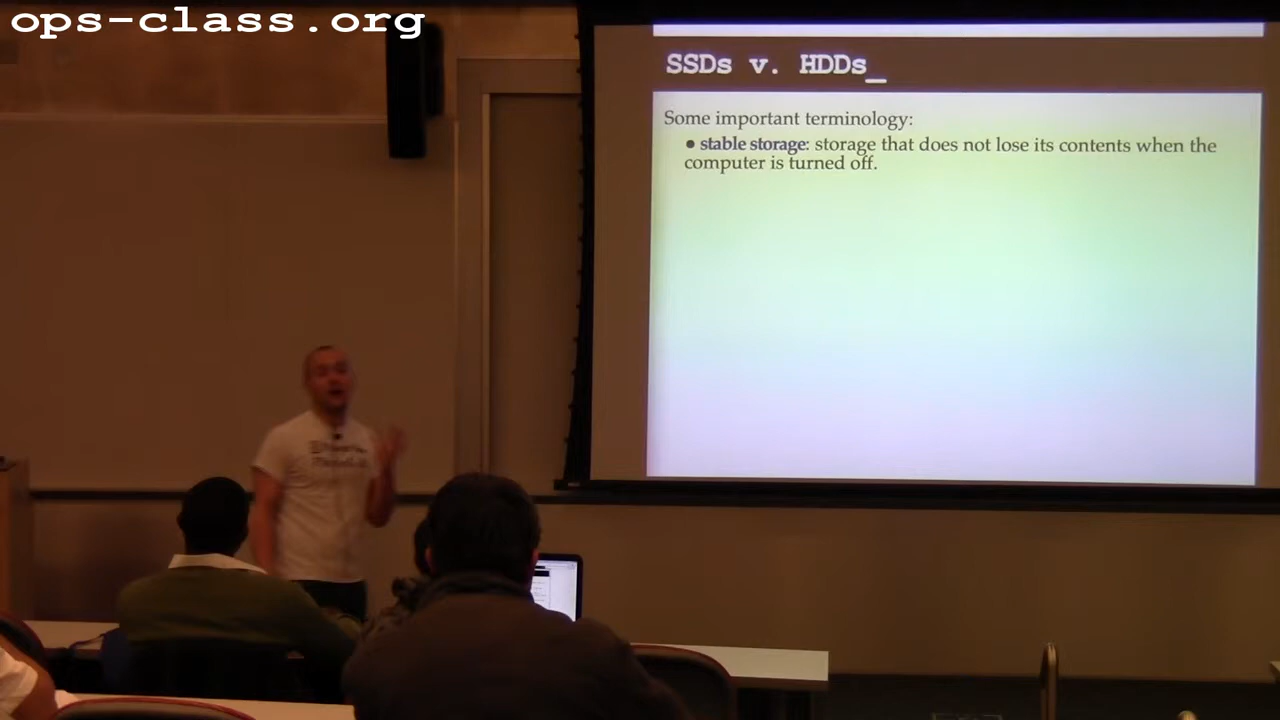 ops-class.org
SSDs v. HDDs_
Some important terminology:
• stable storage: storage that does not lose its contents when the
computer is turned off.